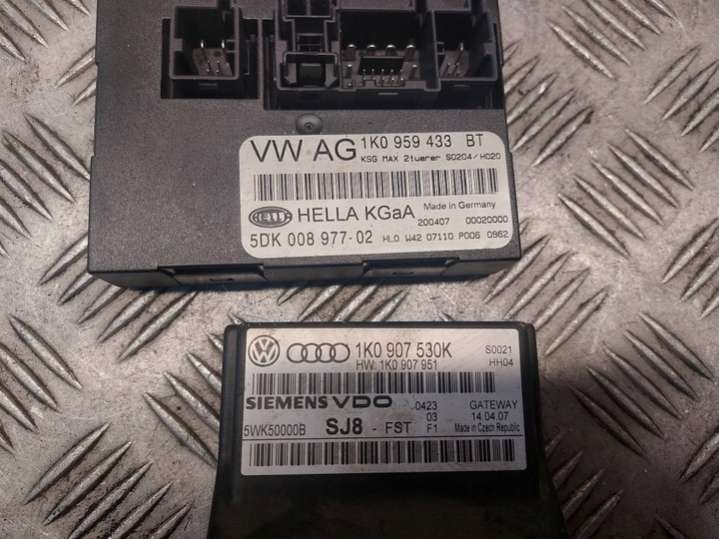 VW AG 1K0 959 433 BT
KSG MAX 2tuerer S0204/H020
HELLA HELLA KGaA Made in Germany
200407 00020000
5DK 008 977-02 HLO W42 07110 P006 0962
1K0 907 530K S0021
HW: 1K0 907 951 HH04
SIEMENS VDO 0423 GATEWAY
03 14.04.07
5WK50000B SJ8 - FST F1 Made in Czech Republic